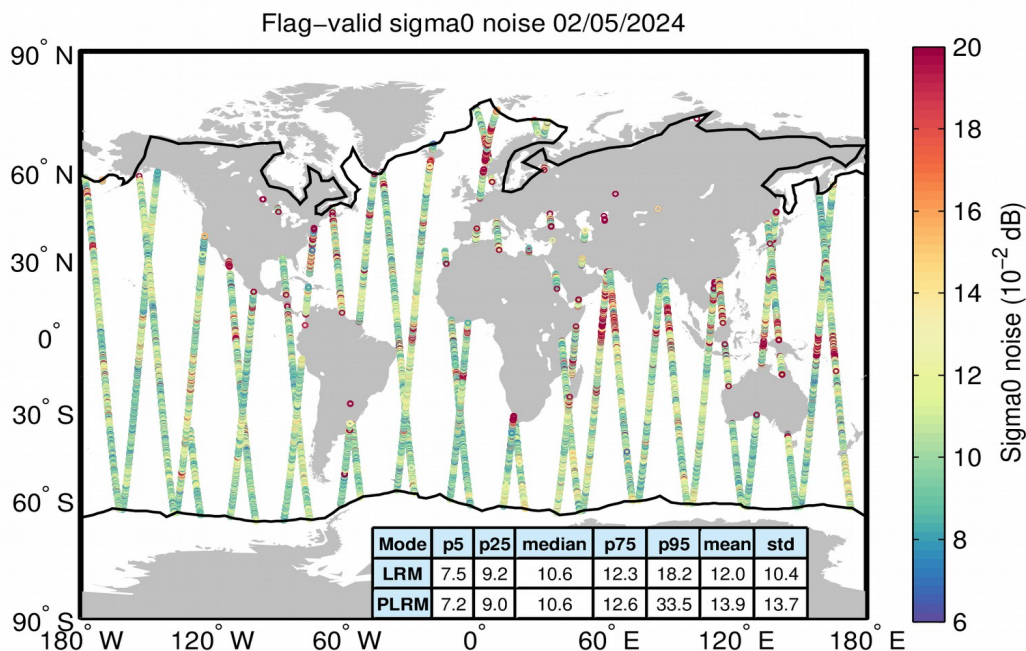 Flag−valid sigma0 noise 02/05/2024
90° N
60° N
30° N
0°
30° S
60° S
90° S
180° W
120° W
60° W
0°
60° E
120° E
180° E
Mode p5 p25 median p75 p95 mean std
LRM 7.5 9.2 10.6 12.3 18.2 12.0 10.4
PLRM 7.2 9.0 10.6 12.6 33.5 13.9 13.7
20
18
16
14
12
10
8
6
Sigma0 noise (10⁻² dB)